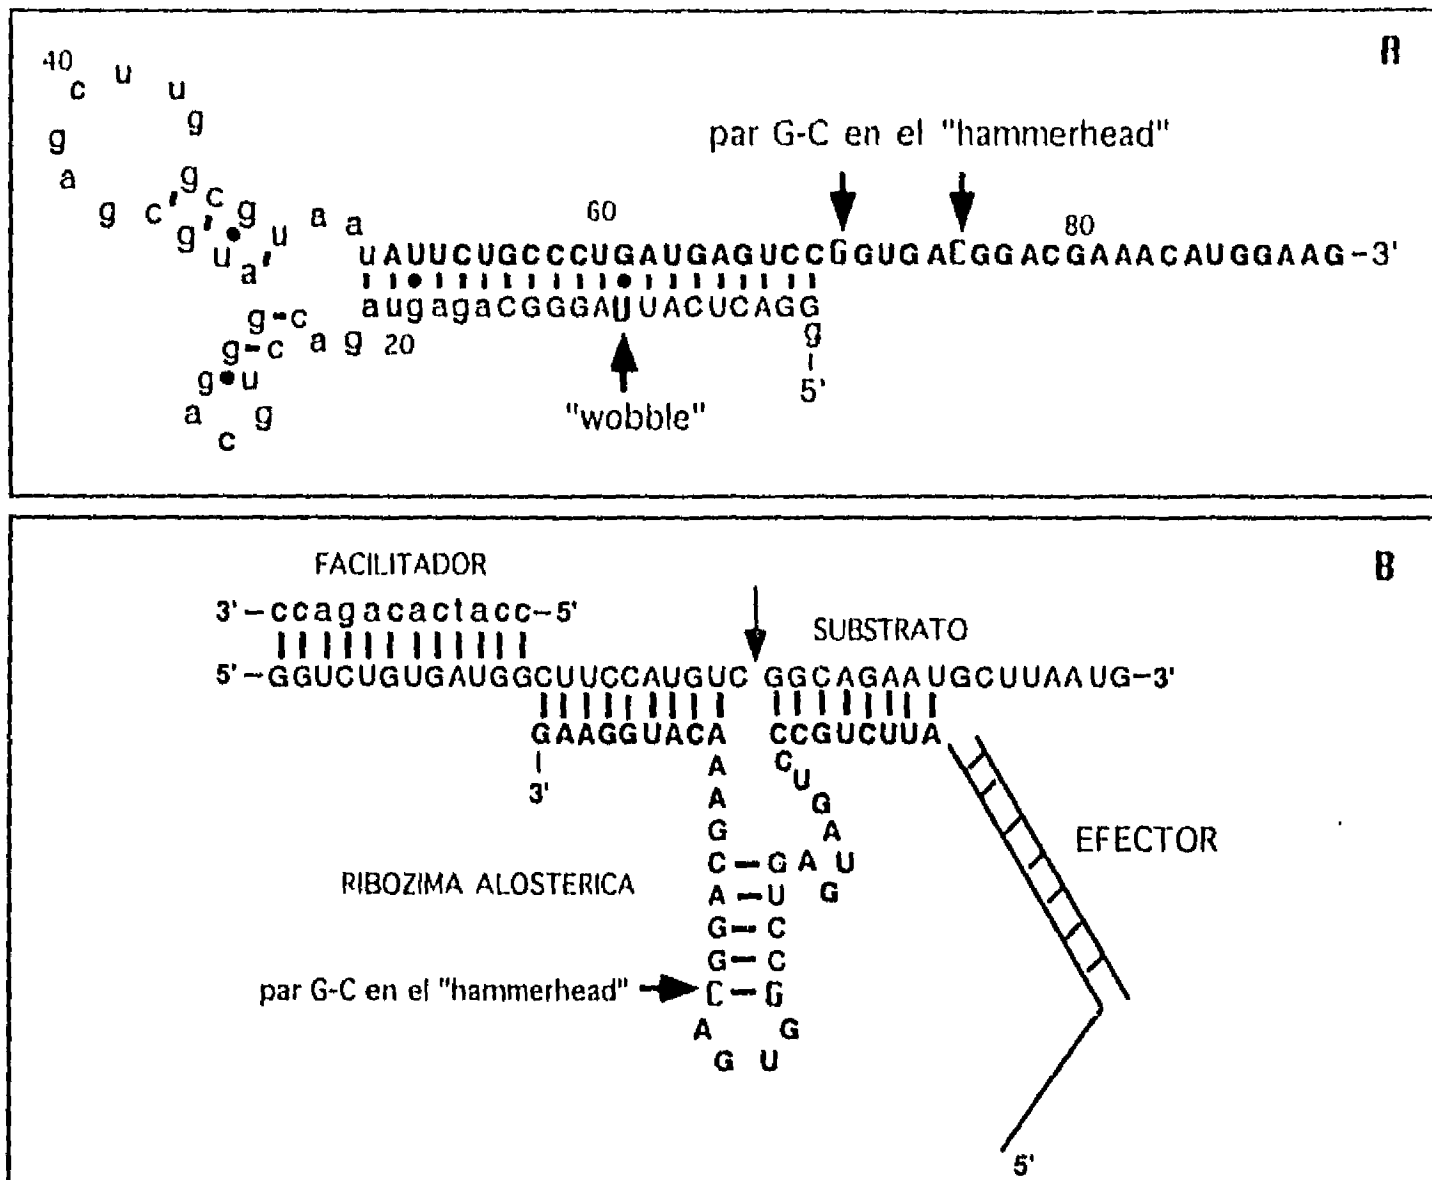 A
40
c u u g
g a g c
g c g u a a
g u a
par G-C en el "hammerhead"
60
80
uAUUCUGCCCUGAUGAGUCCGGUGACGGACGAAACAUGGAAG-3'
augagaCGGGAUUACUCAGG
g
5'
20
g a c c
g g g u
a c g
"wobble"
B
FACILITADOR
3'-ccagacactacc-5'
SUBSTRATO
5'-GGUCUGUGAUGGCUUCCAUGUC GGCAGAAUGCUUAAUG-3'
GAAGGUACA CCGUCUUA
3'
A C
A U
G G
C-G A U
A A
A-U G
G-C
G-C
C-G
A G
G U
EFECTOR
RIBOZIMA ALOSTERICA
par G-C en el "hammerhead"
5'